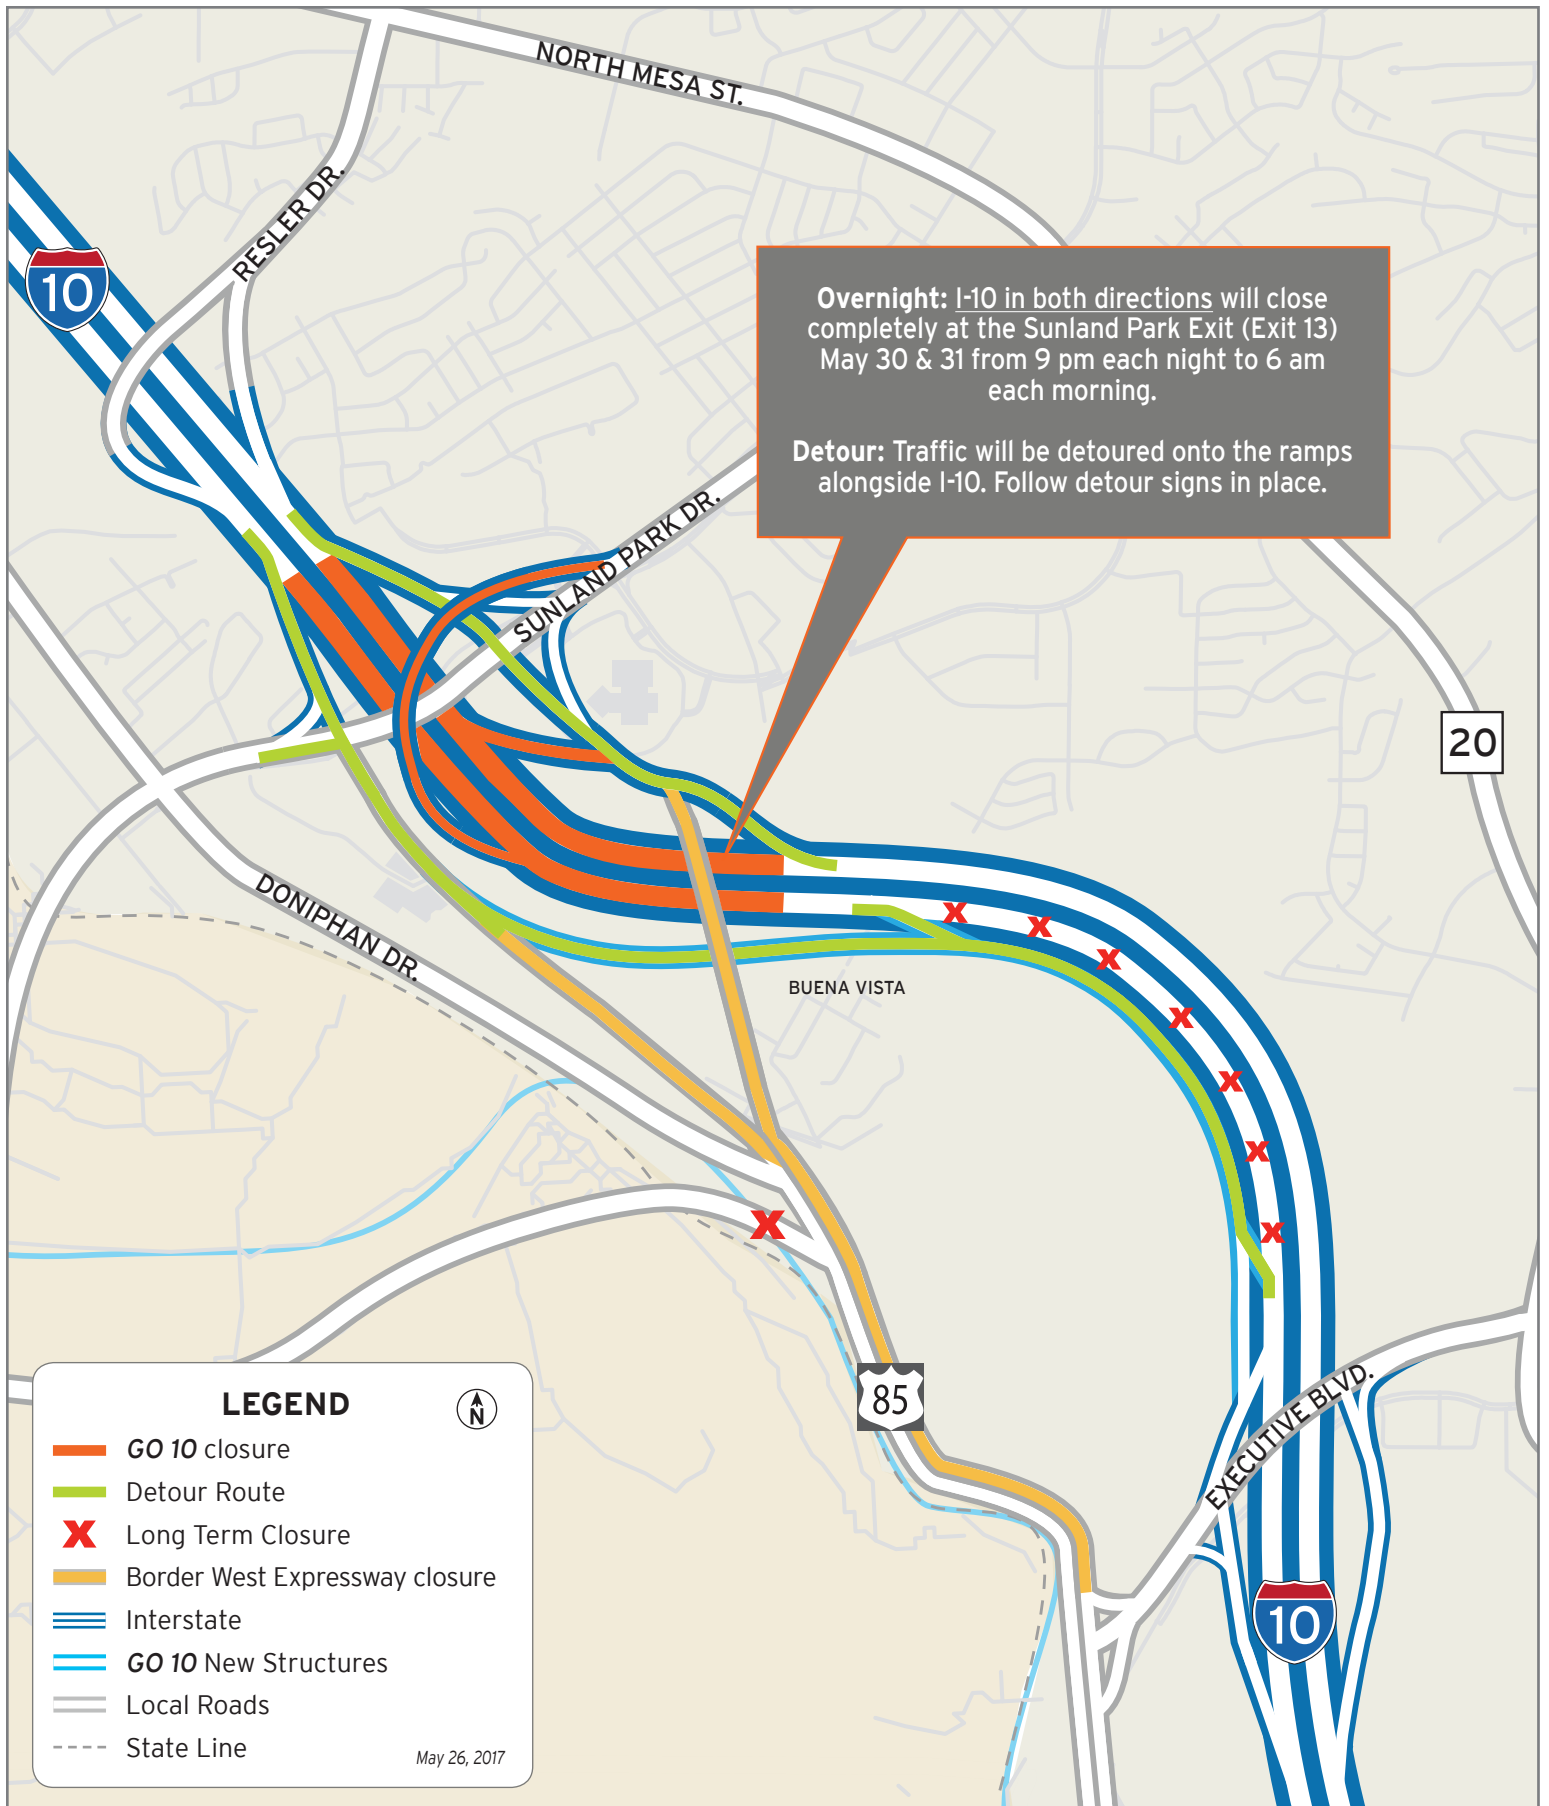 NORTH MESA ST.
RESLER DR.
10
Overnight: I-10 in both directions will close
completely at the Sunland Park Exit (Exit 13)
May 30 & 31 from 9 pm each night to 6 am
each morning.
Detour: Traffic will be detoured onto the ramps
alongside I-10. Follow detour signs in place.
SUNLAND PARK DR.
20
DONIPHAN DR.
BUENA VISTA
85
EXECUTIVE BLVD.
10
LEGEND
N
GO 10 closure
Detour Route
X Long Term Closure
Border West Expressway closure
Interstate
GO 10 New Structures
Local Roads
State Line
May 26, 2017